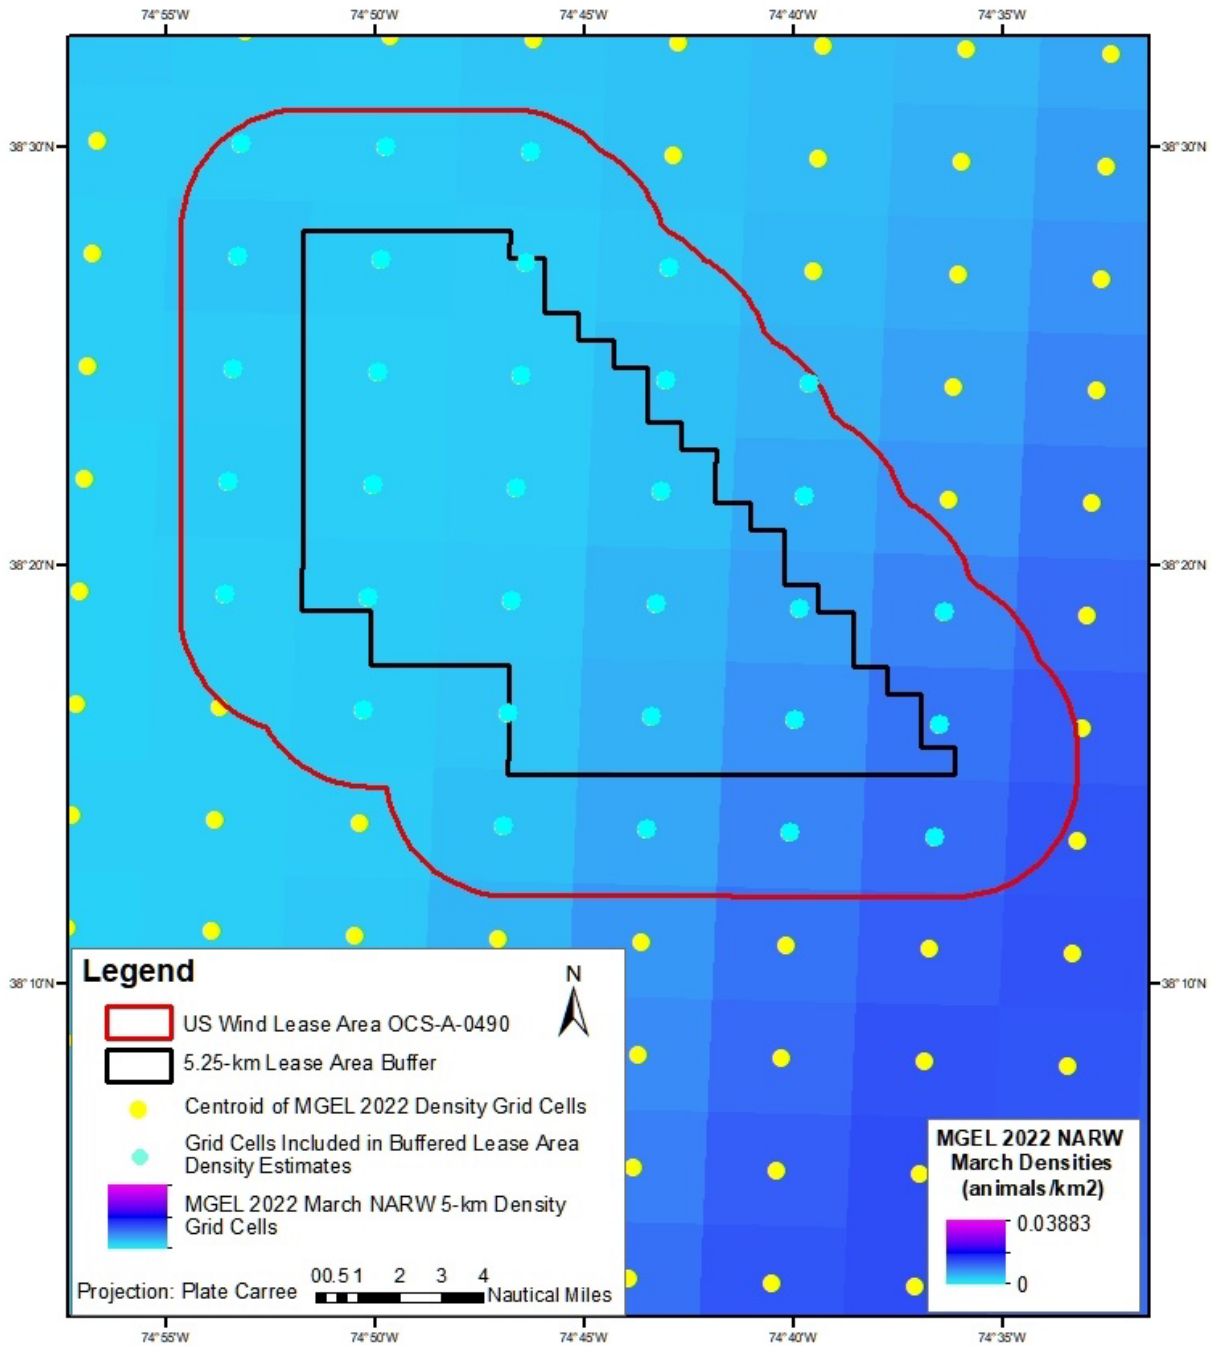 74°55'W 74°50'W 74°45'W 74°40'W 74°35'W
38°30'N 38°30'N
38°20'N 38°20'N
38°10'N 38°10'N
Legend
N
US Wind Lease Area OCS-A-0490
5.25-km Lease Area Buffer
Centroid of MGEL 2022 Density Grid Cells
Grid Cells Included in Buffered Lease Area
Density Estimates
MGEL 2022 March NARW 5-km Density
Grid Cells
00.51 2 3 4
Projection: Plate Carree
Nautical Miles
MGEL 2022 NARW
March Densities
(animals/km2)
0.03883
0
74°55'W 74°50'W 74°45'W 74°40'W 74°35'W